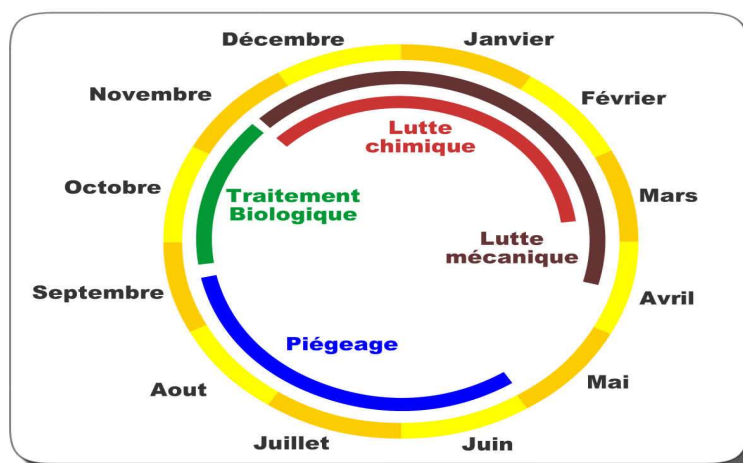 Janvier
Février
Mars
Avril
Mai
Juin
Juillet
Aout
Septembre
Octobre
Novembre
Décembre
Lutte
chimique
Lutte
mécanique
Traitement
Biologique
Piégeage